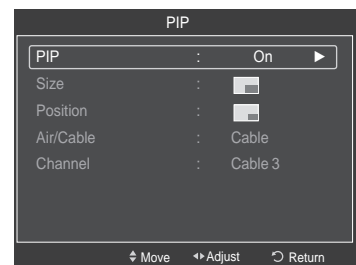 PIP
PIP : On ►
Size :
Position :
Air/Cable : Cable
Channel : Cable 3
Move Adjust Return